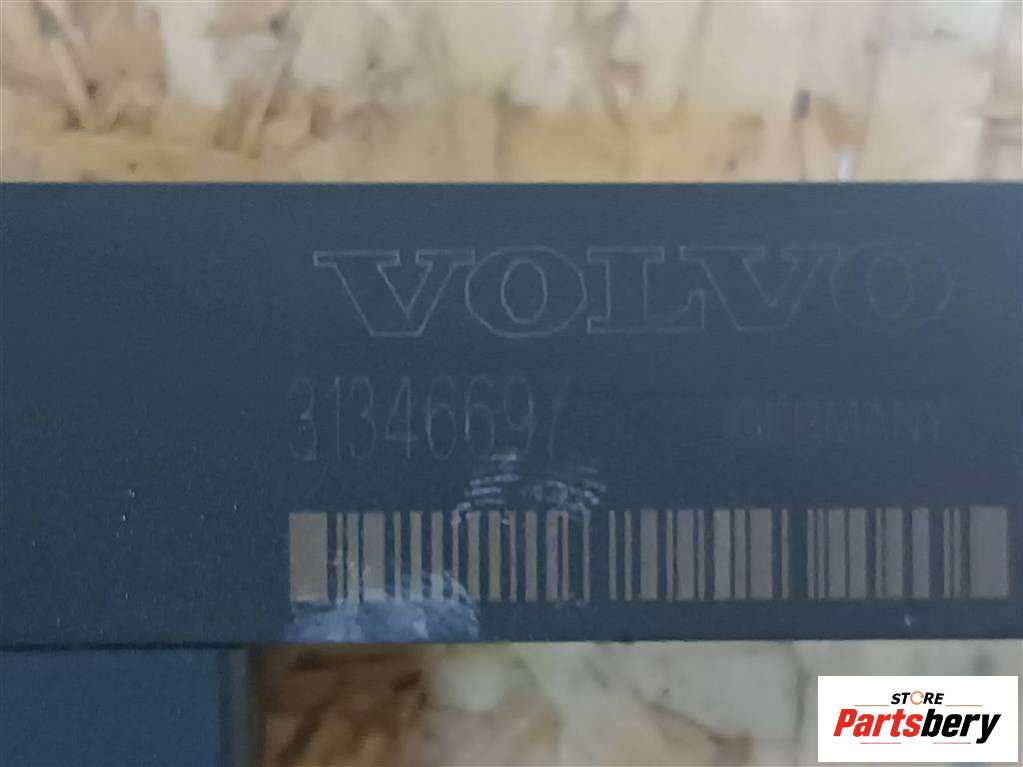 VOLVO
31346697 GERMANY
STORE
Partsbery